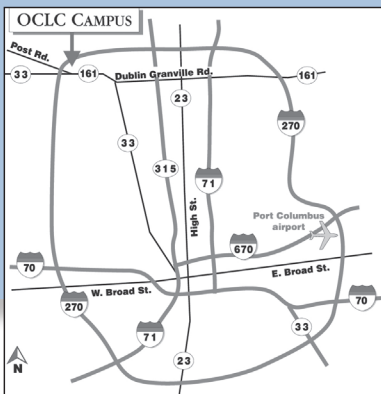 OCLC CAMPUS
Post Rd.
33
161
Dublin Granville Rd.
161
23
33
270
315
71
High St.
Port Columbus
airport
670
70
E. Broad St.
W. Broad St.
270
70
33
71
23
N